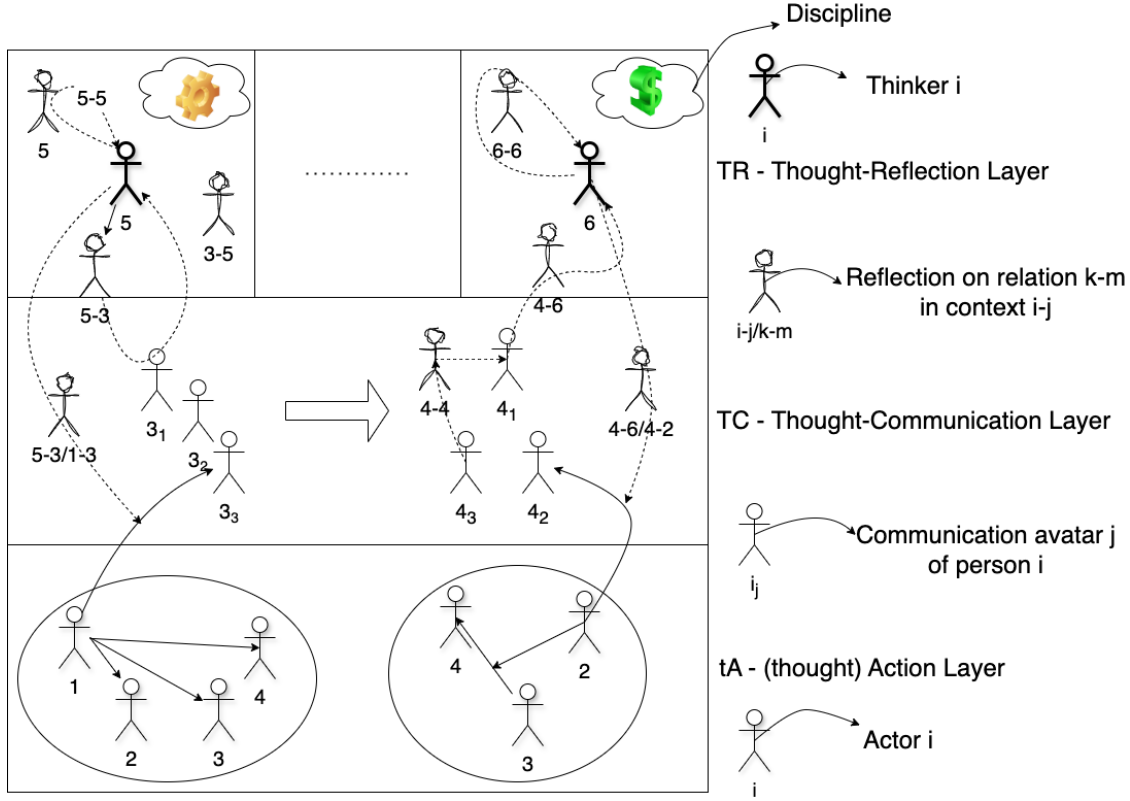 Discipline
5-5
5
5
3-5
5-3
..................
6-6
6
4-6
Thinker i
i
TR - Thought-Reflection Layer
Reflection on relation k-m
in context i-j
i-j/k-m
5-3/1-3
3₁
3₂
3₃
4-4
4₁
4-6/4-2
4₃
4₂
TC - Thought-Communication Layer
Communication avatar j
of person i
iⱼ
1
2
3
4
4
2
3
tA - (thought) Action Layer
Actor i
i